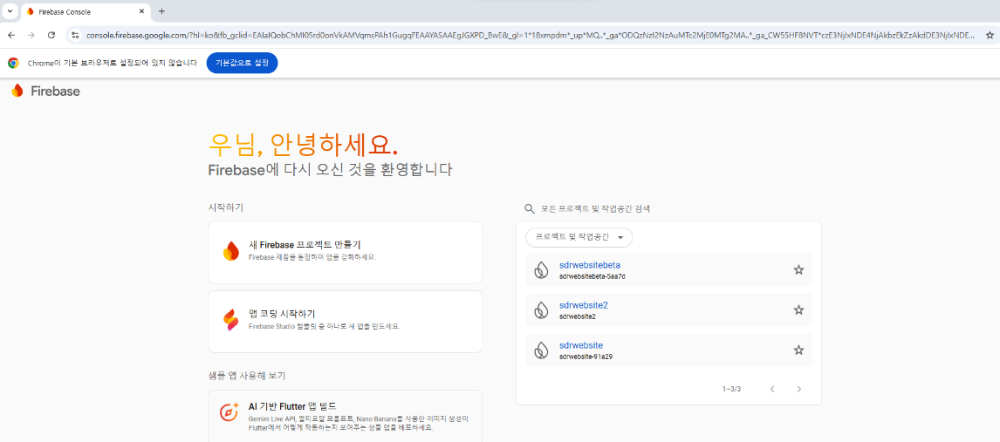 Firebase Console
console.firebase.google.com/?hl=ko&fb_gclid=EAIaIQobChMI05rd0onVkAMVqmsPAh1GugqFEAAYASAAEgJGXPD_BwE&_gl=1*18xmpdm*_up*MQ..*_ga*ODQzNzI2NzAuMTc2MjE0MTg2MA..*_ga_CW55HF8NVT*czE3NjIxNDE4NjAkbzEkZzAkdDE3NjIxNDE4NjAkbzEkZzAkdDE3NjIxNDE...
Chrome이 기본 브라우저로 설정되어 있지 않습니다
기본값으로 설정
Firebase
우님, 안녕하세요.
Firebase에 다시 오신 것을 환영합니다
시작하기
새 Firebase 프로젝트 만들기
Firebase 제품을 통합하여 앱을 강화하세요.
앱 코딩 시작하기
Firebase Studio 템플릿 중 하나로 새 앱을 만드세요.
샘플 앱 사용해 보기
AI 기반 Flutter 앱 빌드
Gemini Live API, 멀티모달 프롬프트, Nano Banana를 사용한 이미지 생성이
Flutter에서 어떻게 작동하는지 보여주는 샘플 앱을 배포하세요.
모든 프로젝트 및 작업공간 검색
프로젝트 및 작업공간
sdrwebsitebeta
sdrwebsitebeta-5aa7d
sdrwebsite2
sdrwebsite2
sdrwebsite
sdrwebsite-91a29
1~3/3